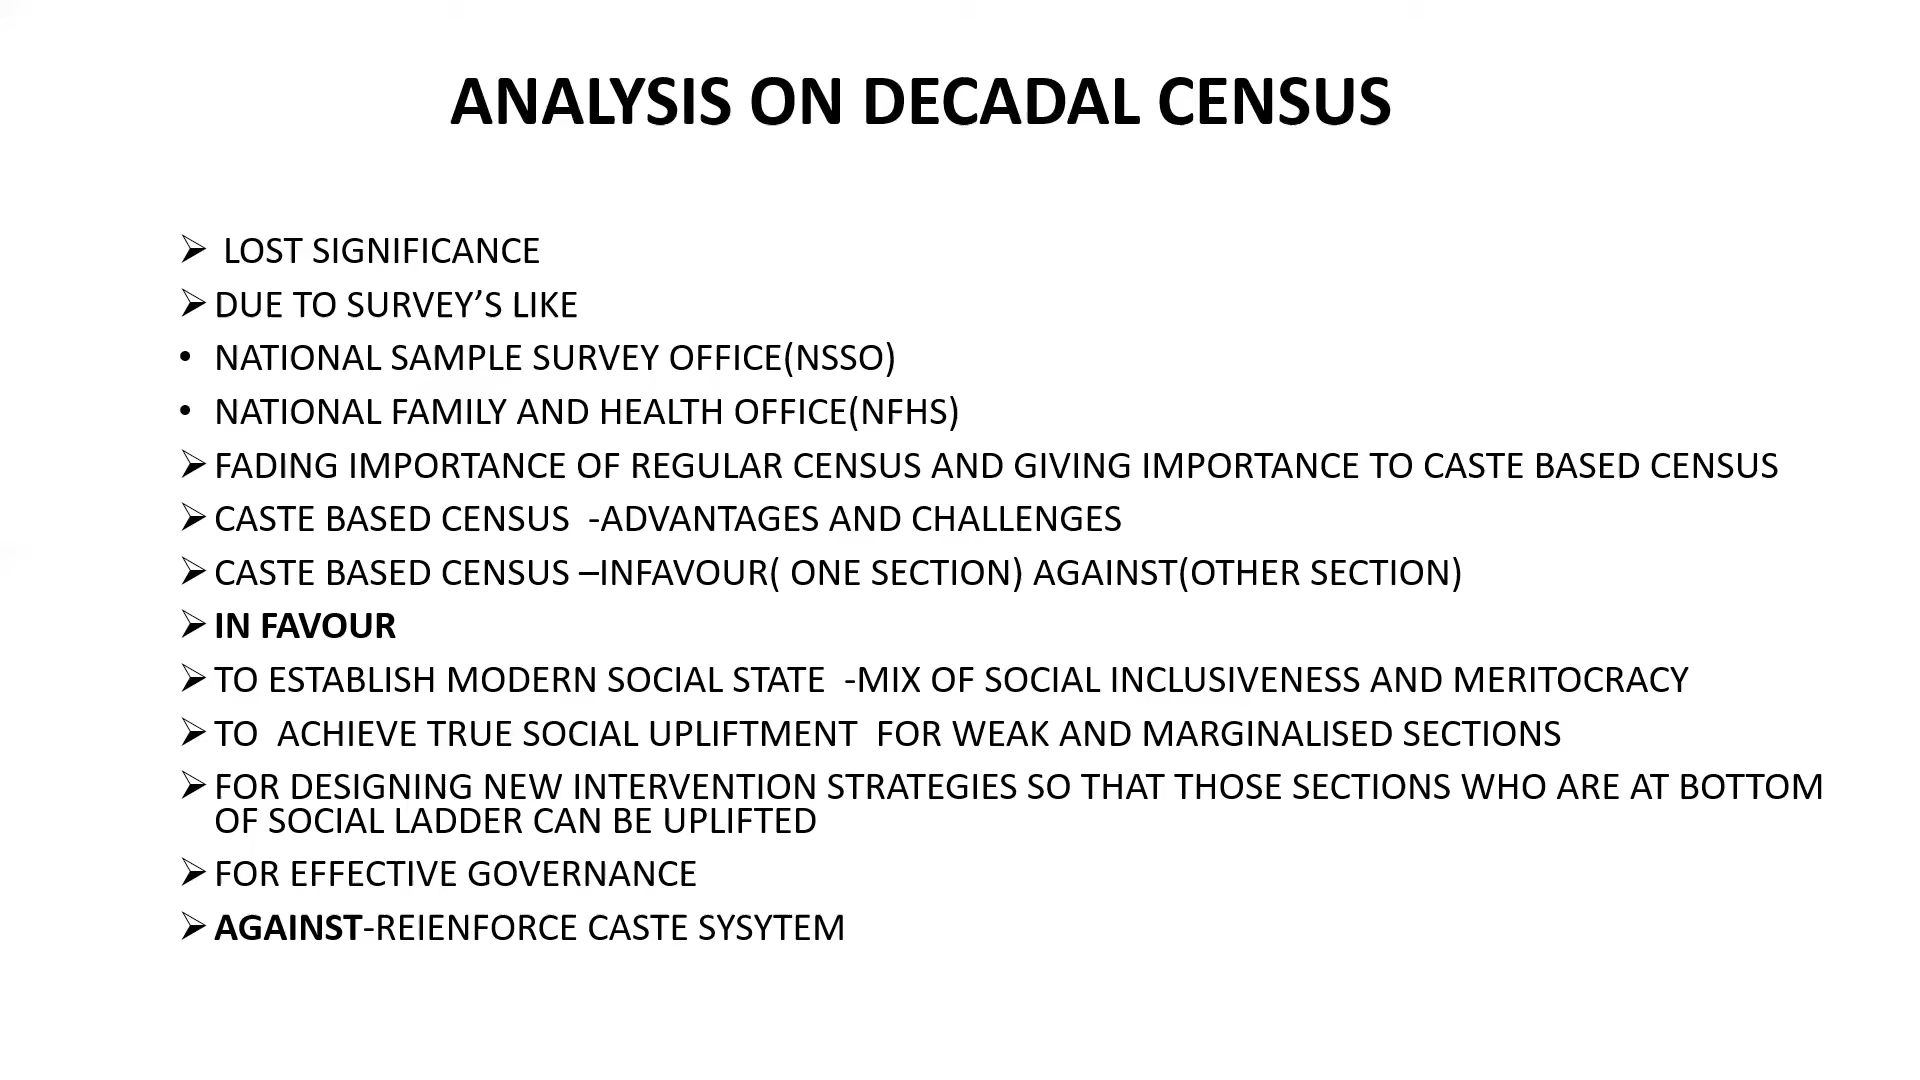 ANALYSIS ON DECADAL CENSUS
➢ LOST SIGNIFICANCE
➢ DUE TO SURVEY’S LIKE
• NATIONAL SAMPLE SURVEY OFFICE(NSSO)
• NATIONAL FAMILY AND HEALTH OFFICE(NFHS)
➢ FADING IMPORTANCE OF REGULAR CENSUS AND GIVING IMPORTANCE TO CASTE BASED CENSUS
➢ CASTE BASED CENSUS -ADVANTAGES AND CHALLENGES
➢ CASTE BASED CENSUS –INFAVOUR( ONE SECTION) AGAINST(OTHER SECTION)
➢ IN FAVOUR
➢ TO ESTABLISH MODERN SOCIAL STATE -MIX OF SOCIAL INCLUSIVENESS AND MERITOCRACY
➢ TO ACHIEVE TRUE SOCIAL UPLIFTMENT FOR WEAK AND MARGINALISED SECTIONS
➢ FOR DESIGNING NEW INTERVENTION STRATEGIES SO THAT THOSE SECTIONS WHO ARE AT BOTTOM
OF SOCIAL LADDER CAN BE UPLIFTED
➢ FOR EFFECTIVE GOVERNANCE
➢ AGAINST-REIENFORCE CASTE SYSYTEM